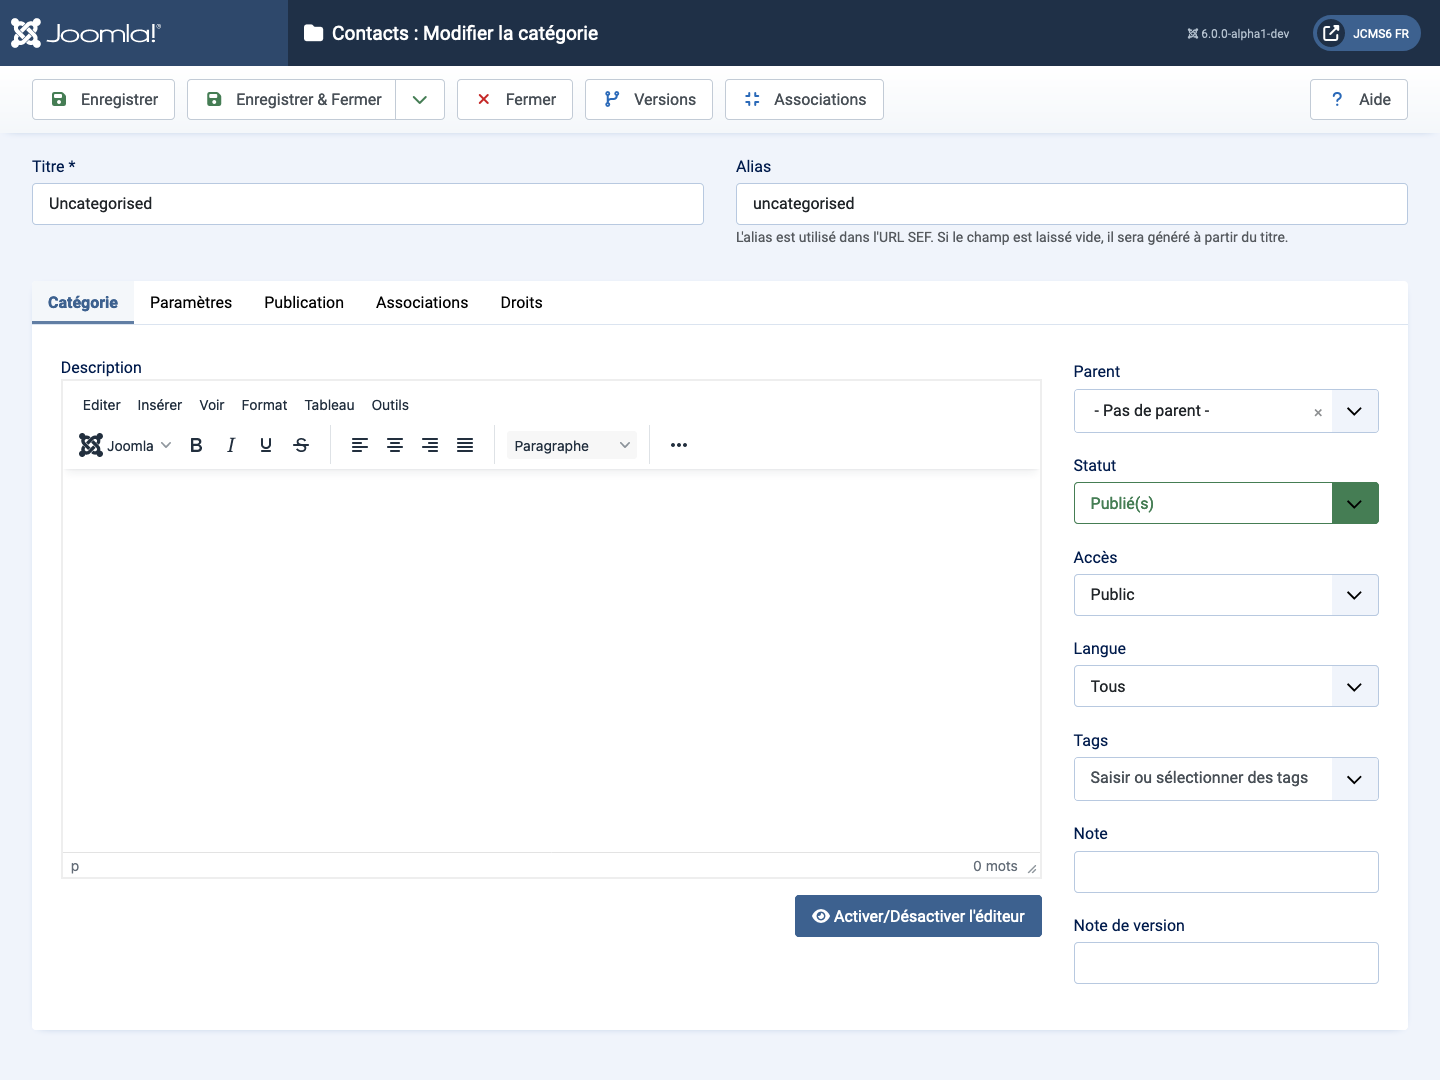 Joomla!®
Contacts : Modifier la catégorie
6.0.0-alpha1-dev
JCMS6 FR
Enregistrer
Enregistrer & Fermer
Fermer
Versions
Associations
? Aide
Titre *
Uncategorised
Alias
uncategorised
L'alias est utilisé dans l'URL SEF. Si le champ est laissé vide, il sera généré à partir du titre.
Catégorie Paramètres Publication Associations Droits
Description
Editer Insérer Voir Format Tableau Outils
Joomla B I U S Paragraphe
p
0 mots
Activer/Désactiver l'éditeur
Parent
- Pas de parent - ×
Statut
Publié(s)
Accès
Public
Langue
Tous
Tags
Saisir ou sélectionner des tags
Note
Note de version